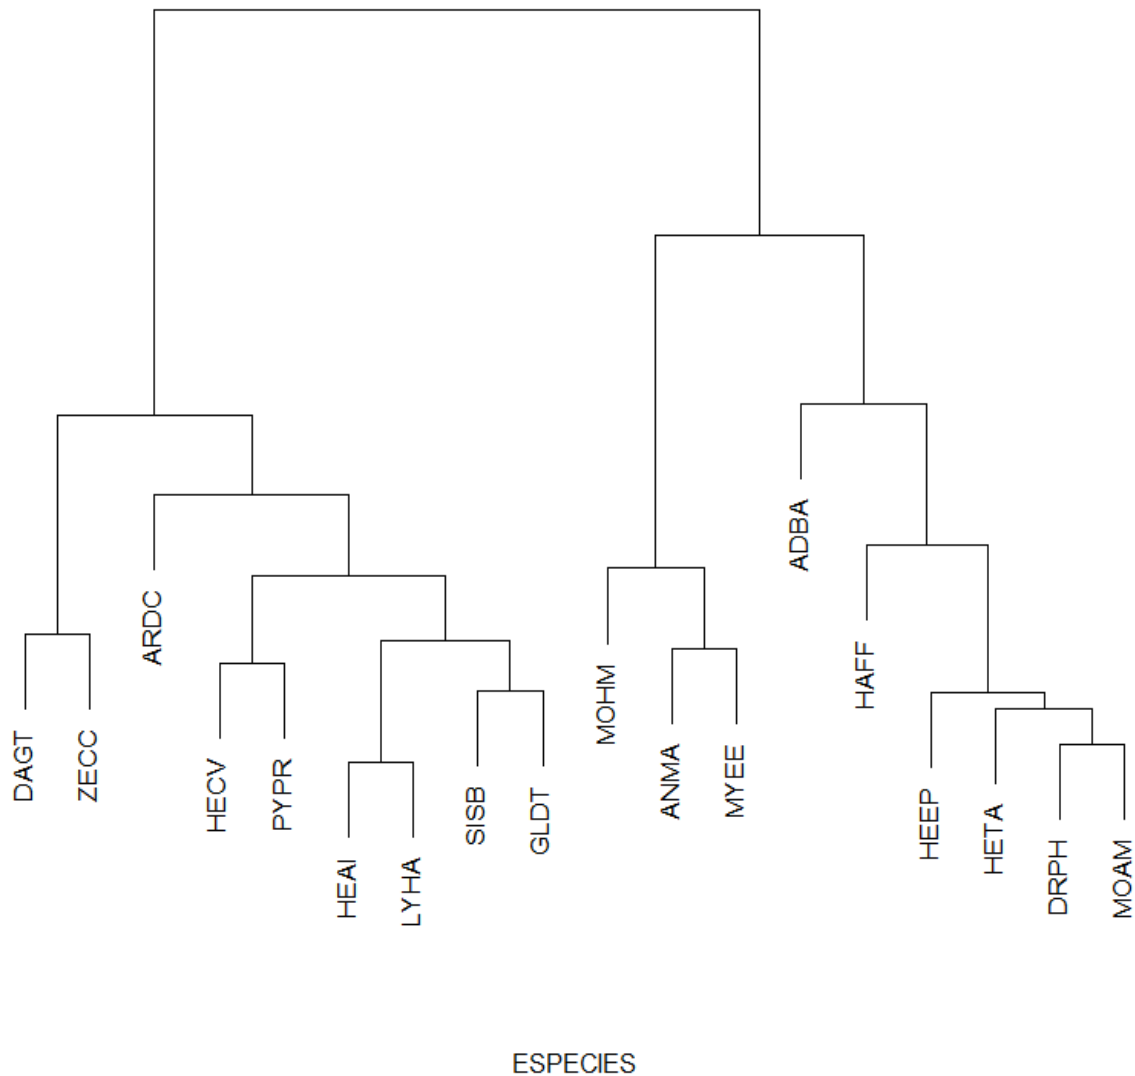 DAGT
ZECC
ARDC
HECV
PYPR
HEAI
LYHA
SISB
GLDT
MOHM
ANMA
MYEE
ADBA
HAFF
HEEP
HETA
DRPH
MOAM
ESPECIES